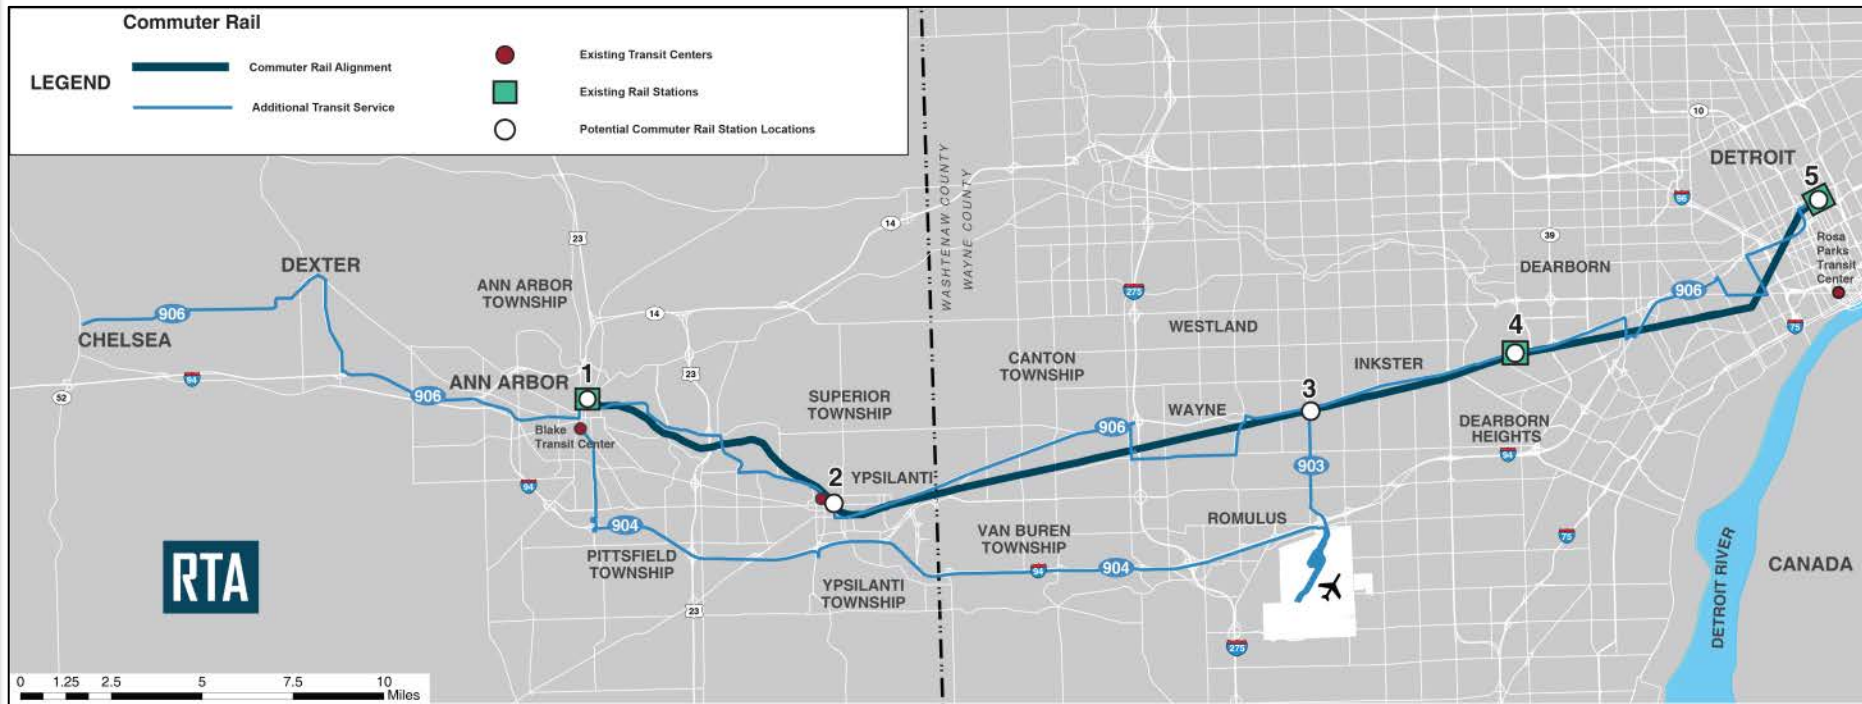 Commuter Rail
LEGEND
Commuter Rail Alignment
Additional Transit Service
Existing Transit Centers
Existing Rail Stations
Potential Commuter Rail Station Locations
10
DETROIT
5
96
14
WASHTENAW COUNTY
WAYNE COUNTY
23
39
Rosa
Parks
Transit
Center
DEXTER
DEARBORN
ANN ARBOR
TOWNSHIP
275
906
906
14
75
CHELSEA
WESTLAND
4
CANTON
TOWNSHIP
INKSTER
94
ANN ARBOR
1
23
3
52
906
SUPERIOR
TOWNSHIP
WAYNE
906
Blake
Transit Center
DEARBORN
HEIGHTS
94
2
YPSILANTI
903
94
904
ROMULUS
VAN BUREN
TOWNSHIP
75
PITTSFIELD
TOWNSHIP
94
904
CANADA
RTA
YPSILANTI
TOWNSHIP
23
DETROIT RIVER
275
0 1.25 2.5 5 7.5 10
Miles